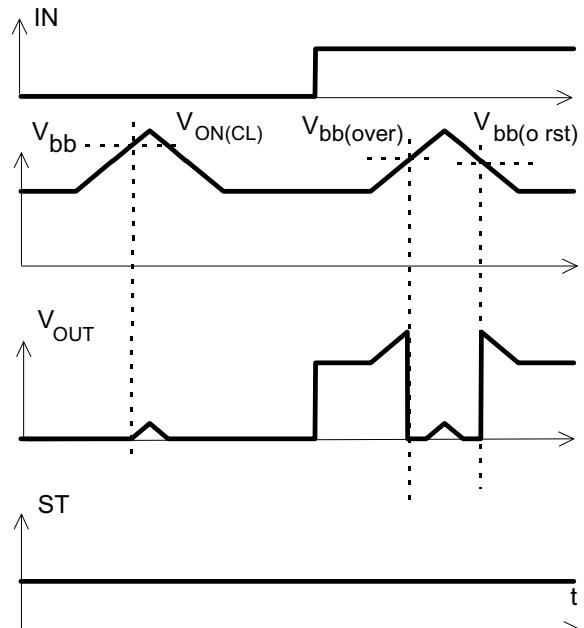 IN
Vbb
VON(CL)
Vbb(over)
Vbb(o rst)
VOUT
ST
t